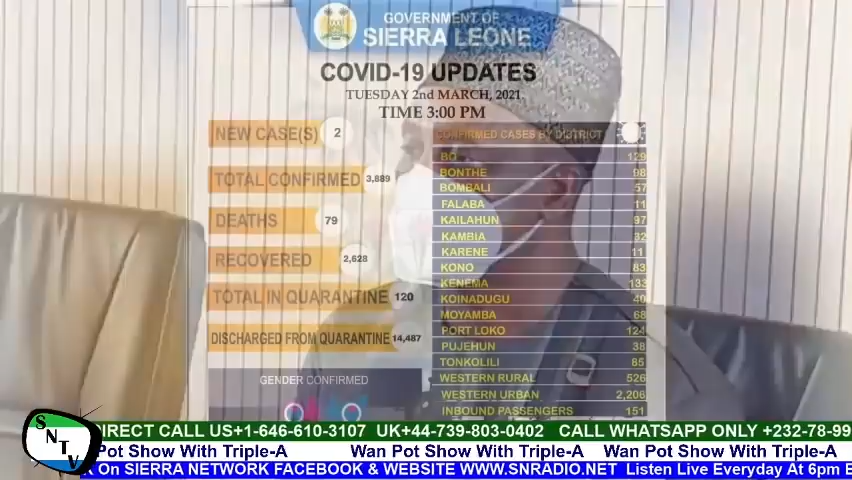 GOVERNMENT OF
SIERRA LEONE
COVID-19 UPDATES
TUESDAY 2nd MARCH, 2021
TIME 3:00 PM
NEW CASE(S) 2
TOTAL CONFIRMED 3,889
DEATHS 79
RECOVERED 2,628
TOTAL IN QUARANTINE 120
DISCHARGED FROM QUARANTINE 14,487
GENDER CONFIRMED
CONFIRMED CASES BY DISTRICT
BO 129
BONTHE 98
BOMBALI 57
FALABA 11
KAILAHUN 97
KAMBIA 32
KARENE 11
KONO 83
KENEMA 133
KOINADUGU 40
MOYAMBA 68
PORT LOKO 124
PUJEHUN 38
TONKOLILI 85
WESTERN RURAL 526
WESTERN URBAN 2,206
INBOUND PASSENGERS 151
SNTV
DIRECT CALL US+1-646-610-3107 UK+44-739-803-0402 CALL WHATSAPP ONLY +232-78-99
Pot Show With Triple-A Wan Pot Show With Triple-A Wan Pot Show With Triple-A
On SIERRA NETWORK FACEBOOK & WEBSITE WWW.SNRADIO.NET Listen Live Everyday At 6pm